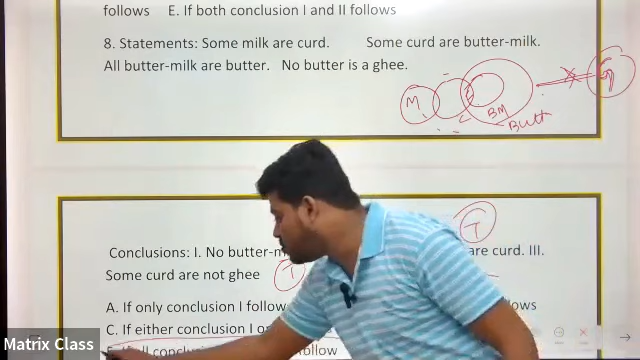 follows E. If both conclusion I and II follows
8. Statements: Some milk are curd. Some curd are butter-milk.
All butter-milk are butter. No butter is a ghee.
M
C
BM
Butt
G
Conclusions: I. No butter-m
T
are curd. III.
Some curd are not ghee
T
A. If only conclusion I follow
ows
C. If either conclusion I o
follow
Matrix Class